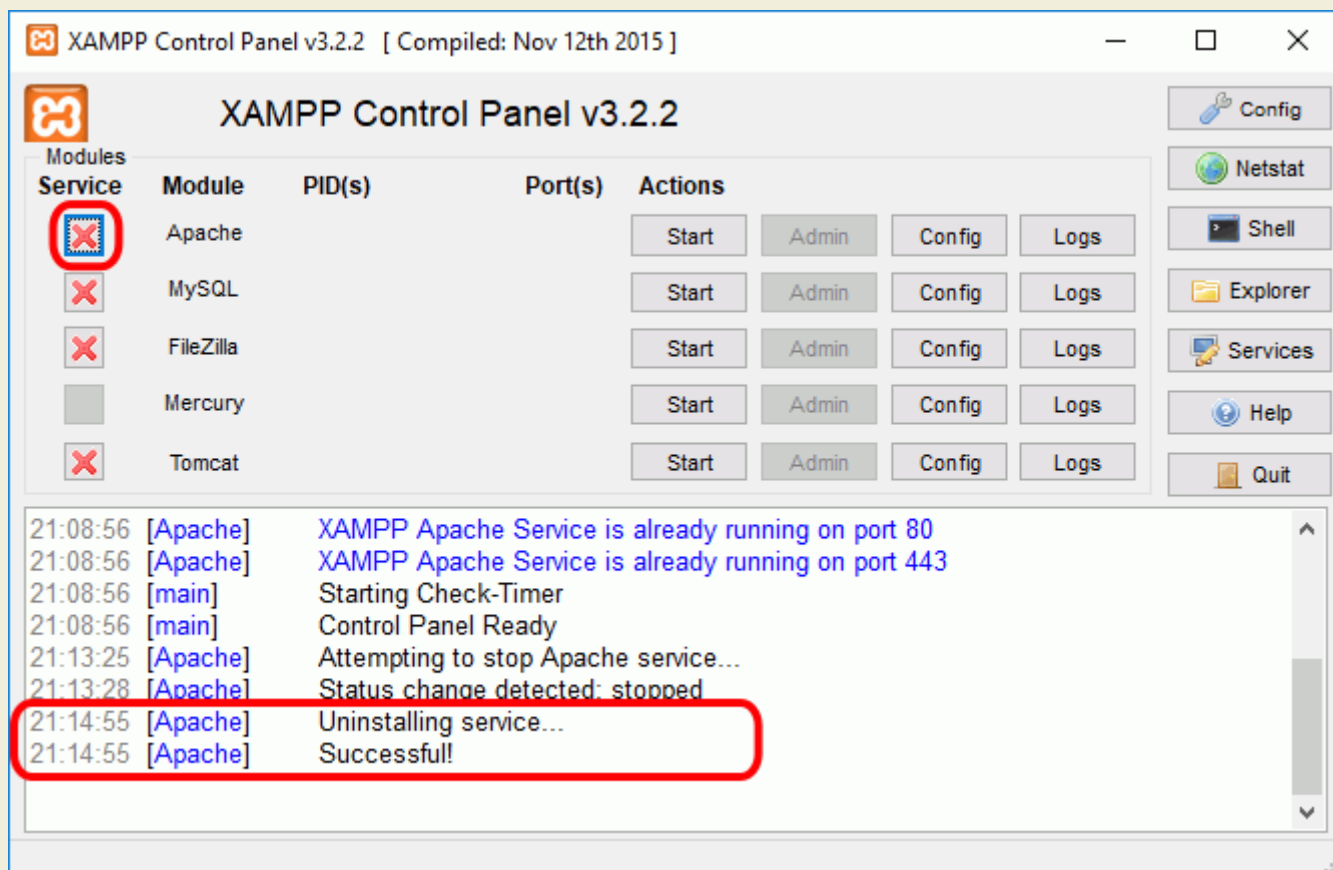 XAMPP Control Panel v3.2.2 [ Compiled: Nov 12th 2015 ]
XAMPP Control Panel v3.2.2
Config
Modules
Netstat
Service Module PID(s) Port(s) Actions
Apache Start Admin Config Logs
Shell
MySQL Start Admin Config Logs
Explorer
FileZilla Start Admin Config Logs
Services
Mercury Start Admin Config Logs
Help
Tomcat Start Admin Config Logs
Quit
21:08:56 [Apache] XAMPP Apache Service is already running on port 80
21:08:56 [Apache] XAMPP Apache Service is already running on port 443
21:08:56 [main] Starting Check-Timer
21:08:56 [main] Control Panel Ready
21:13:25 [Apache] Attempting to stop Apache service...
21:13:28 [Apache] Status change detected: stopped
21:14:55 [Apache] Uninstalling service...
21:14:55 [Apache] Successful!